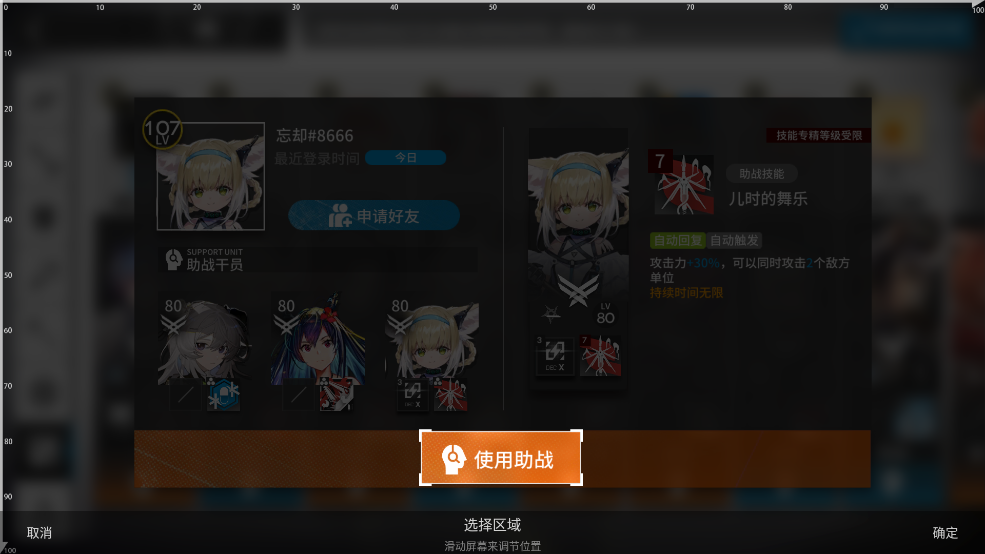 0 10 20 30 40 50 60 70 80 90 100
10
20
30
40
50
60
70
80
90
100
107
LV
忘却#8666
最近登录时间 今日
申请好友
SUPPORT UNIT
助战干员
80 80 80
3
技能专精等级受限
7
助战技能
儿时的舞乐
自动回复 自动触发
攻击力+30%，可以同时攻击2个敌方
单位
持续时间无限
LV
80
3 7
X
使用助战
取消
选择区域
滑动屏幕来调节位置
确定